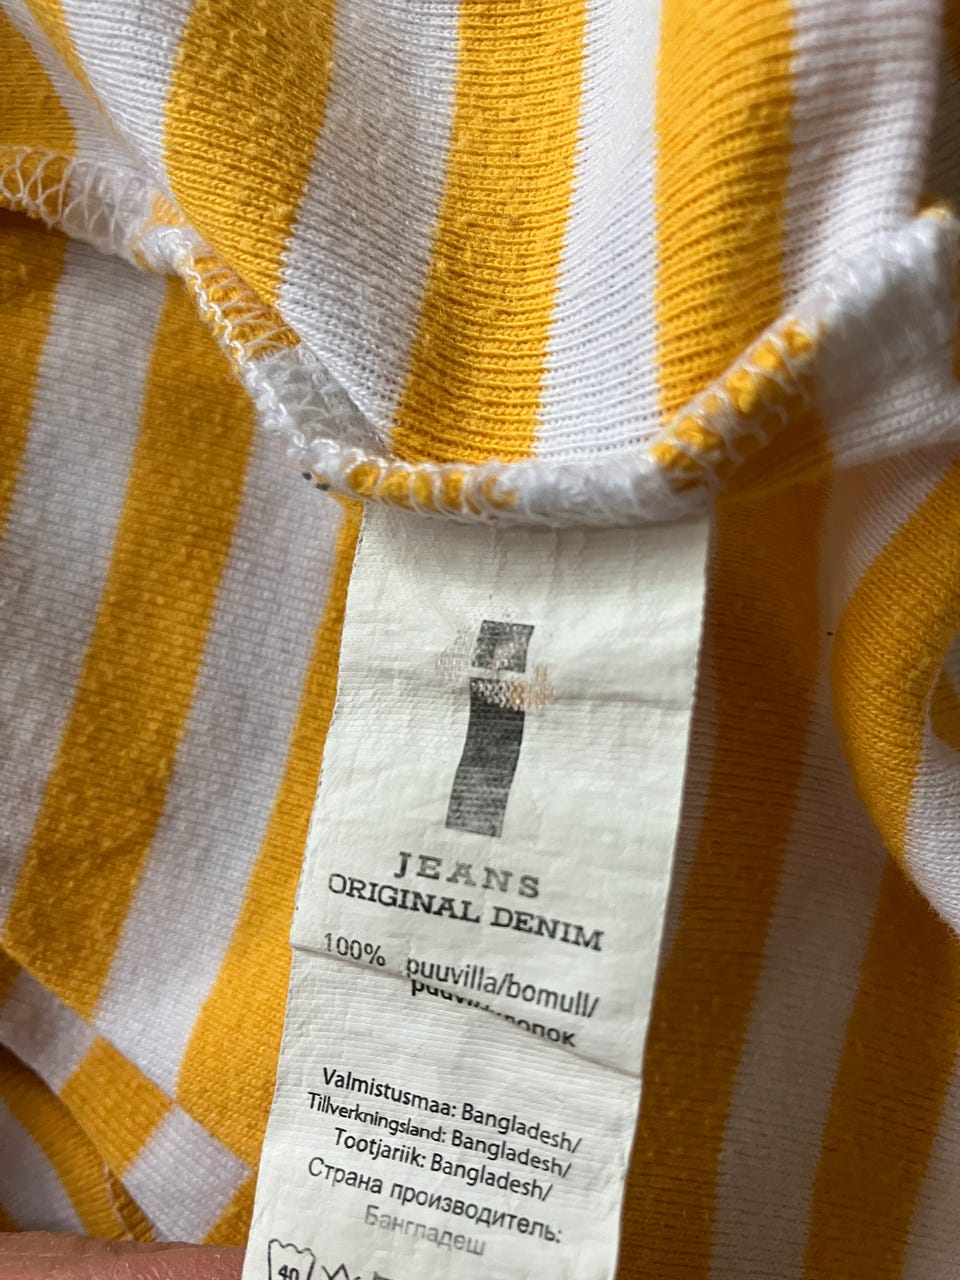 JEANS
ORIGINAL DENIM
100% puuvilla/bomull/
Valmistusmaa: Bangladesh/
Tillverkningsland: Bangladesh/
Tootjariik: Bangladesh/
Страна производитель:
Бангладеш
40